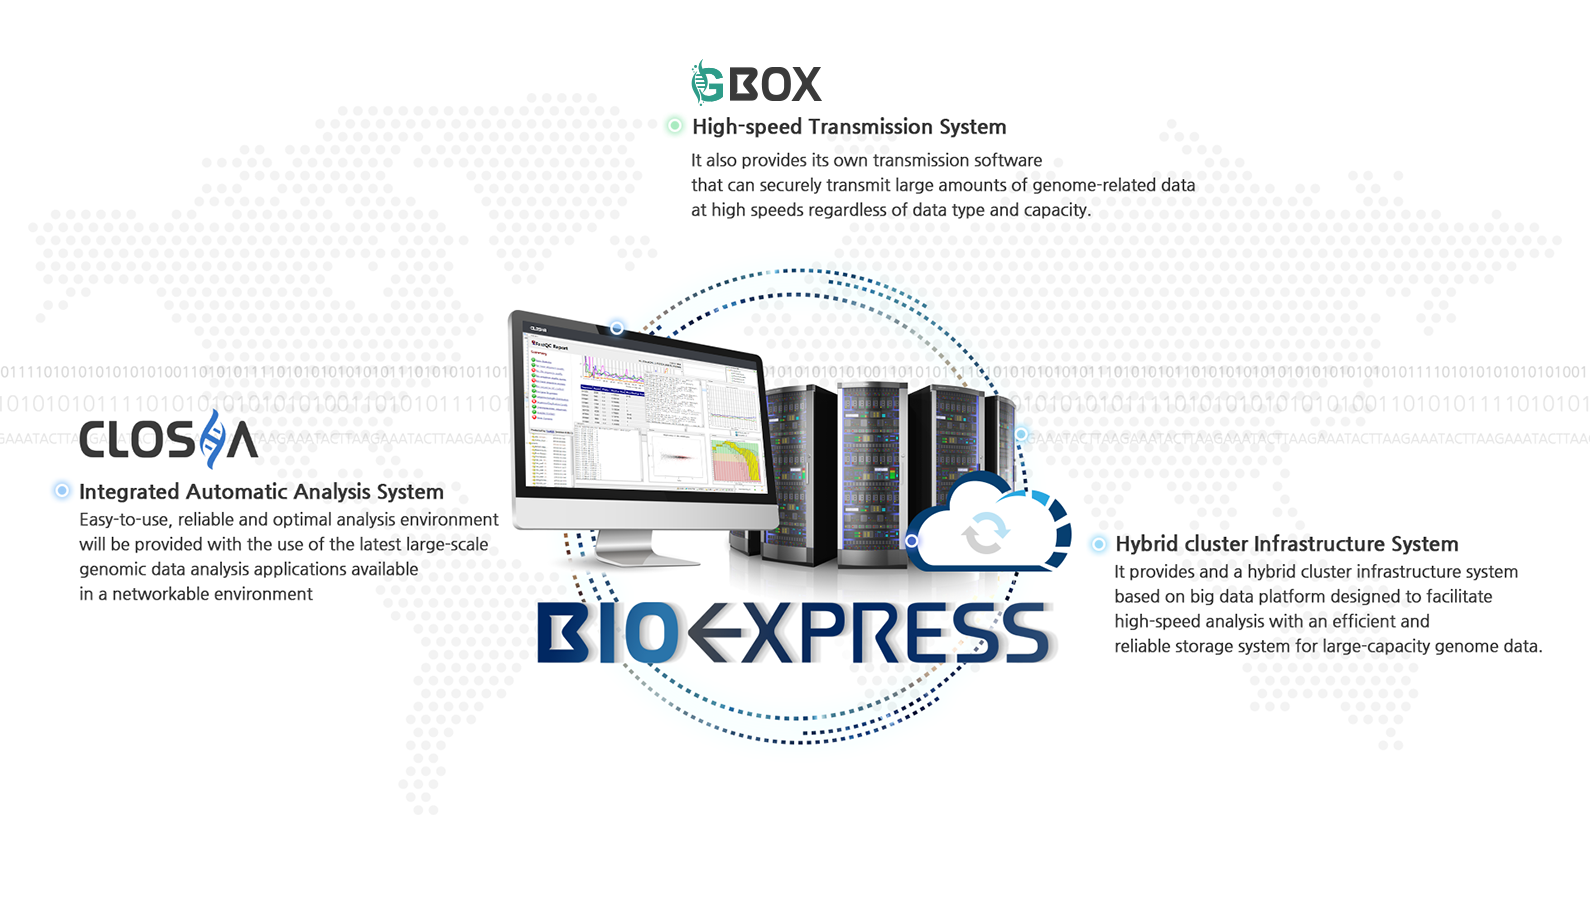 GBOX
High-speed Transmission System
It also provides its own transmission software
that can securely transmit large amounts of genome-related data
at high speeds regardless of data type and capacity.
CLOSHA
Integrated Automatic Analysis System
Easy-to-use, reliable and optimal analysis environment
will be provided with the use of the latest large-scale
genomic data analysis applications available
in a networkable environment
CLOSHA
FastQC Report
Summary
BIOEXPRESS
Hybrid cluster Infrastructure System
It provides and a hybrid cluster infrastructure system
based on big data platform designed to facilitate
high-speed analysis with an efficient and
reliable storage system for large-capacity genome data.